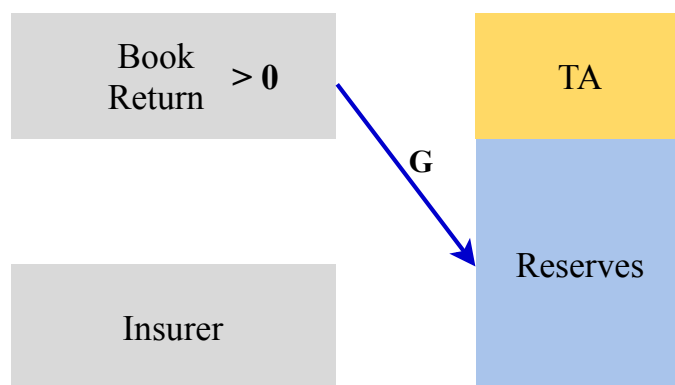 Book
Return > 0
TA
G
Reserves
Insurer